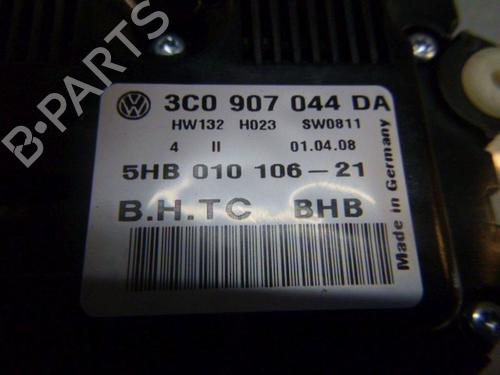 3C0 907 044 DA
HW132 H023 SW0811
4 II 01.04.08
5HB 010 106-21
B.H.TC BHB
Made in Germany
B-PARTS